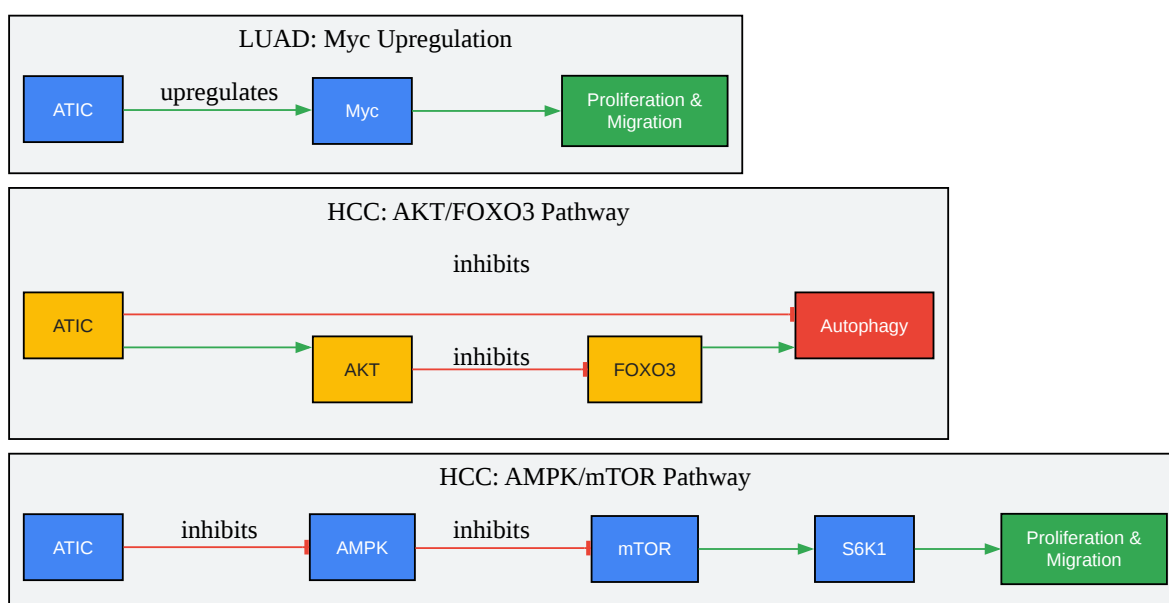 LUAD: Myc Upregulation
ATIC
upregulates
Myc
Proliferation &
Migration
HCC: AKT/FOXO3 Pathway
inhibits
ATIC
Autophagy
AKT
inhibits
FOXO3
HCC: AMPK/mTOR Pathway
ATIC
inhibits
AMPK
inhibits
mTOR
S6K1
Proliferation &
Migration